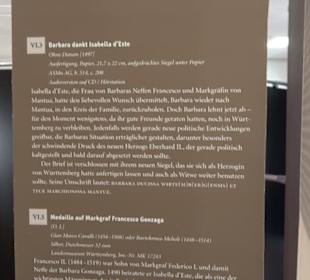 VI.3 Barbara dankt Isabella d'Este
Ohne Datum [1497]
Ausfertigung, Papier, 21,7 x 22 cm, aufgedrücktes Siegel unter Papier
ASMn AG, b. 514, c. 206
Audioversion auf CD / Hörstation
Isabella d'Este, die Frau von Barbaras Neffen Francesco und Markgräfin von
Mantua, hatte den liebevollen Wunsch übermittelt, Barbara wieder nach
Mantua, in den Kreis der Familie, zurückzuholen. Doch Barbara lehnt jetzt ab –
für den Moment wenigstens, da ihr gute Freunde geraten hatten, noch in Würt-
temberg zu verbleiben. Jedenfalls werden gerade neue politische Entwicklungen
greifbar, die Barbaras Situation erträglicher gestalten, darunter besonders
der schwindende Druck des neuen Herzogs Eberhard II., der gerade politisch
kaltgestellt und bald darauf abgesetzt werden sollte.
Der Brief ist verschlossen mit ihrem neuen Siegel, das sie sich als Herzogin
von Württemberg hatte anfertigen lassen und auch als Witwe weiter benutzen
sollte. Seine Umschrift lautet: BARBARA DUCISSA
MARCHIONISSA MANTUE.
VI.5 Medaille auf Markgraf Francesco Gonzaga
[O. J.]
Gian Marco Cavalli (1454–1508) oder Bartolomeo Melioli (1448–1514)
Silber, Durchmesser 32 mm
Landesmuseum Württemberg, Inv.-Nr. MK 17243
Francesco II. (1484–1519) war Sohn von Markgraf Federico I. und damit
Neffe der Barbara Gonzaga. 1490 heiratete er Isabella d'Este, die als eine der